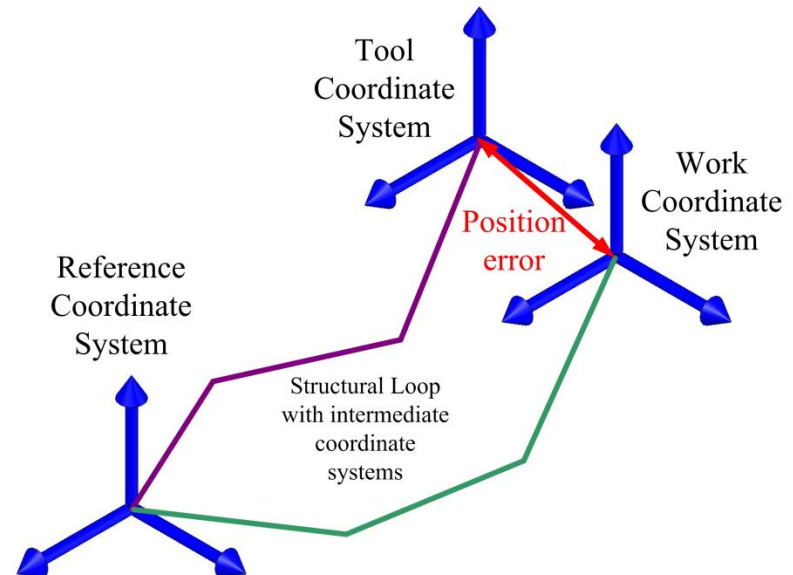 Tool
Coordinate
System
Work
Coordinate
System
Position
error
Reference
Coordinate
System
Structural Loop
with intermediate
coordinate
systems